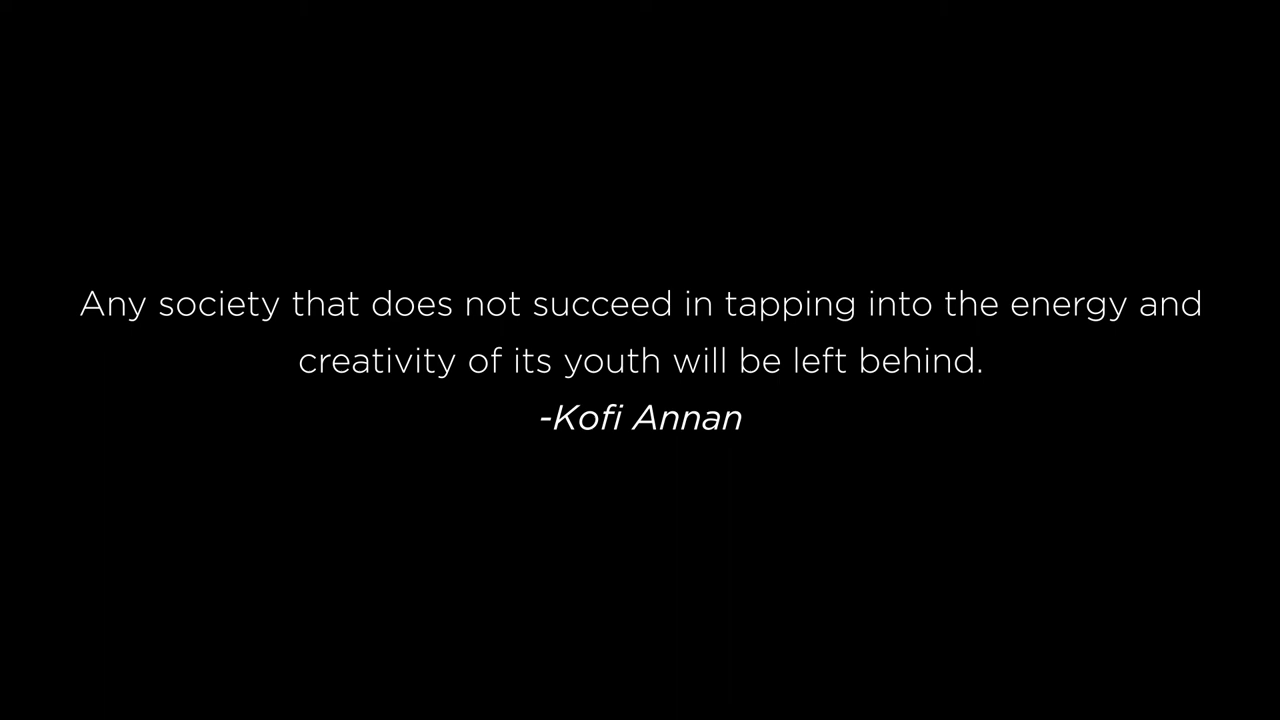 Any society that does not succeed in tapping into the energy and
creativity of its youth will be left behind.
-Kofi Annan